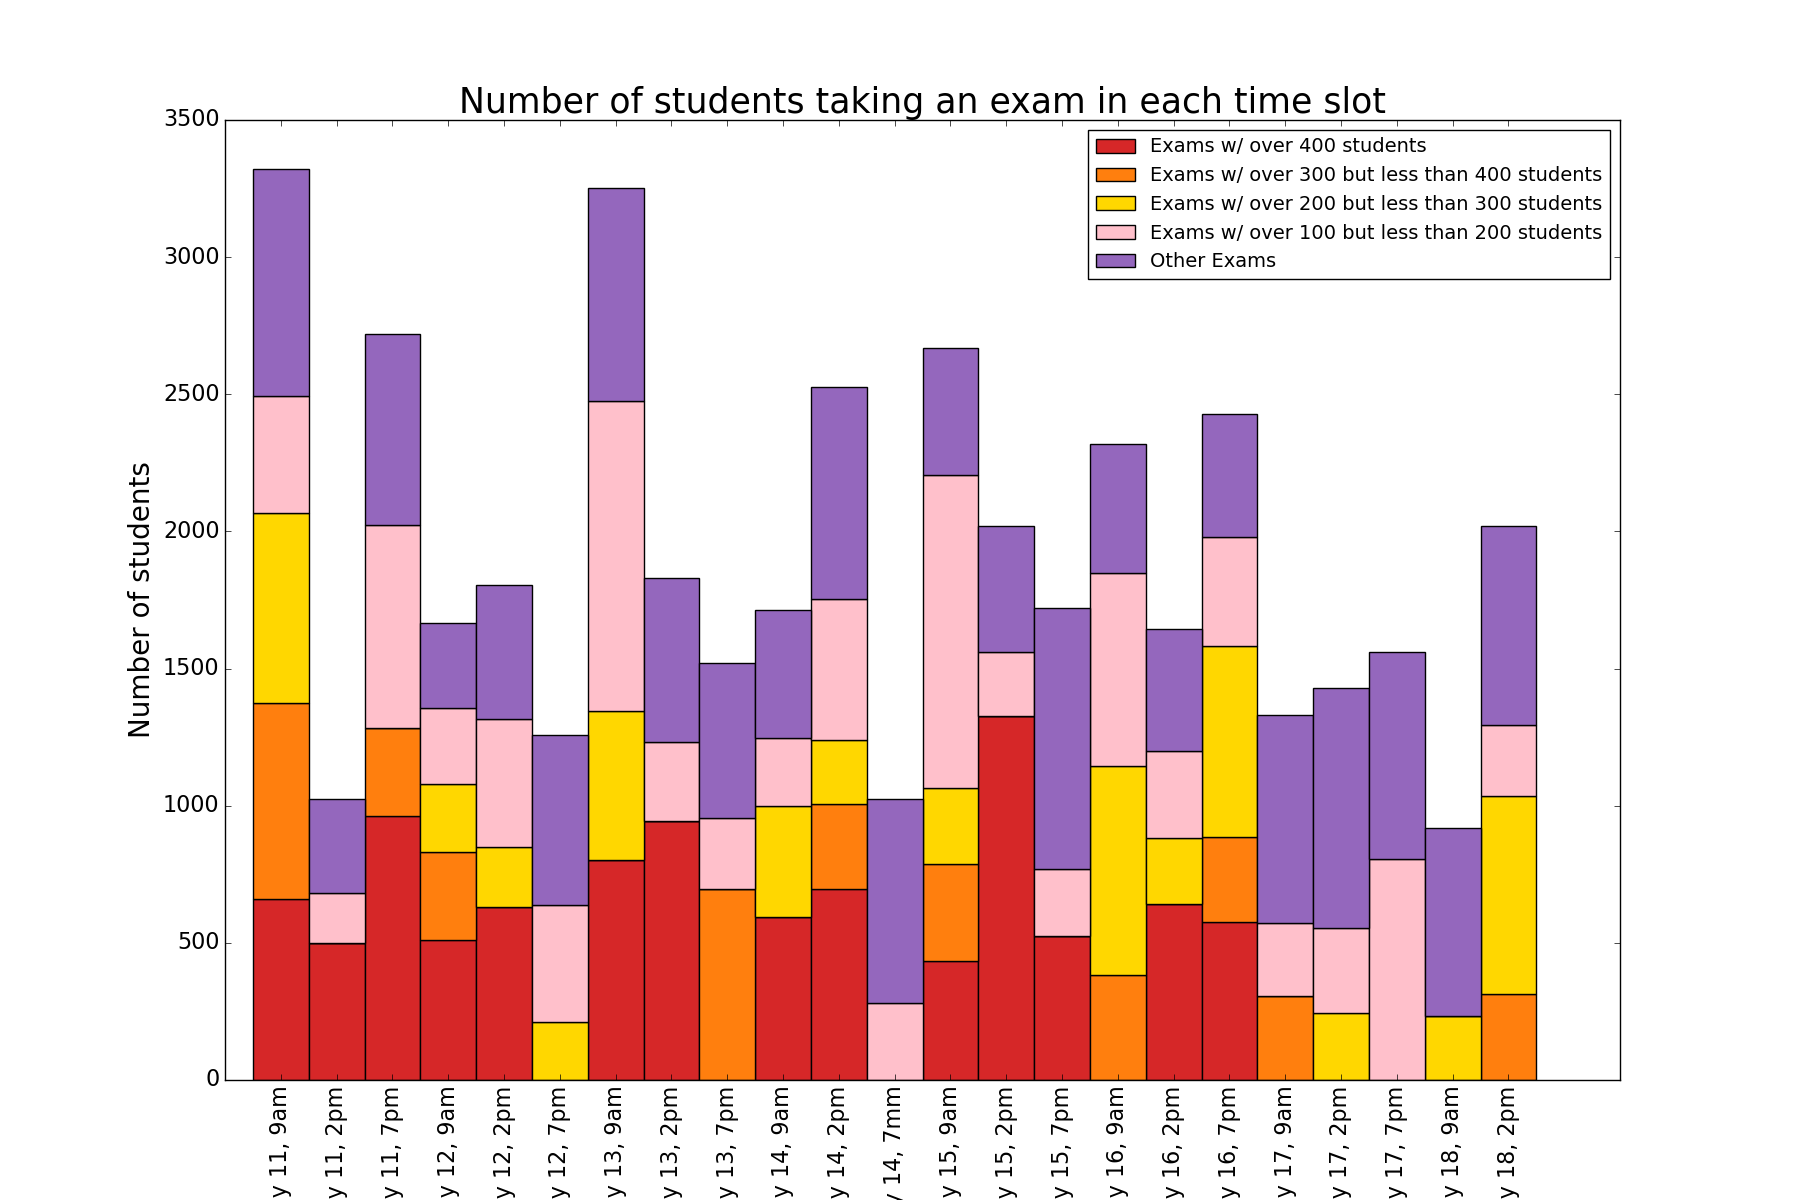 Number of students taking an exam in each time slot
Exams w/ over 400 students
Exams w/ over 300 but less than 400 students
Exams w/ over 200 but less than 300 students
Exams w/ over 100 but less than 200 students
Other Exams
Number of students
3500
3000
2500
2000
1500
1000
500
0
y 11, 9am
y 11, 2pm
y 11, 7pm
y 12, 9am
y 12, 2pm
y 12, 7pm
y 13, 9am
y 13, 2pm
y 13, 7pm
y 14, 9am
y 14, 2pm
y 14, 7mm
y 15, 9am
y 15, 2pm
y 15, 7pm
y 16, 9am
y 16, 2pm
y 16, 7pm
y 17, 9am
y 17, 2pm
y 17, 7pm
y 18, 9am
y 18, 2pm